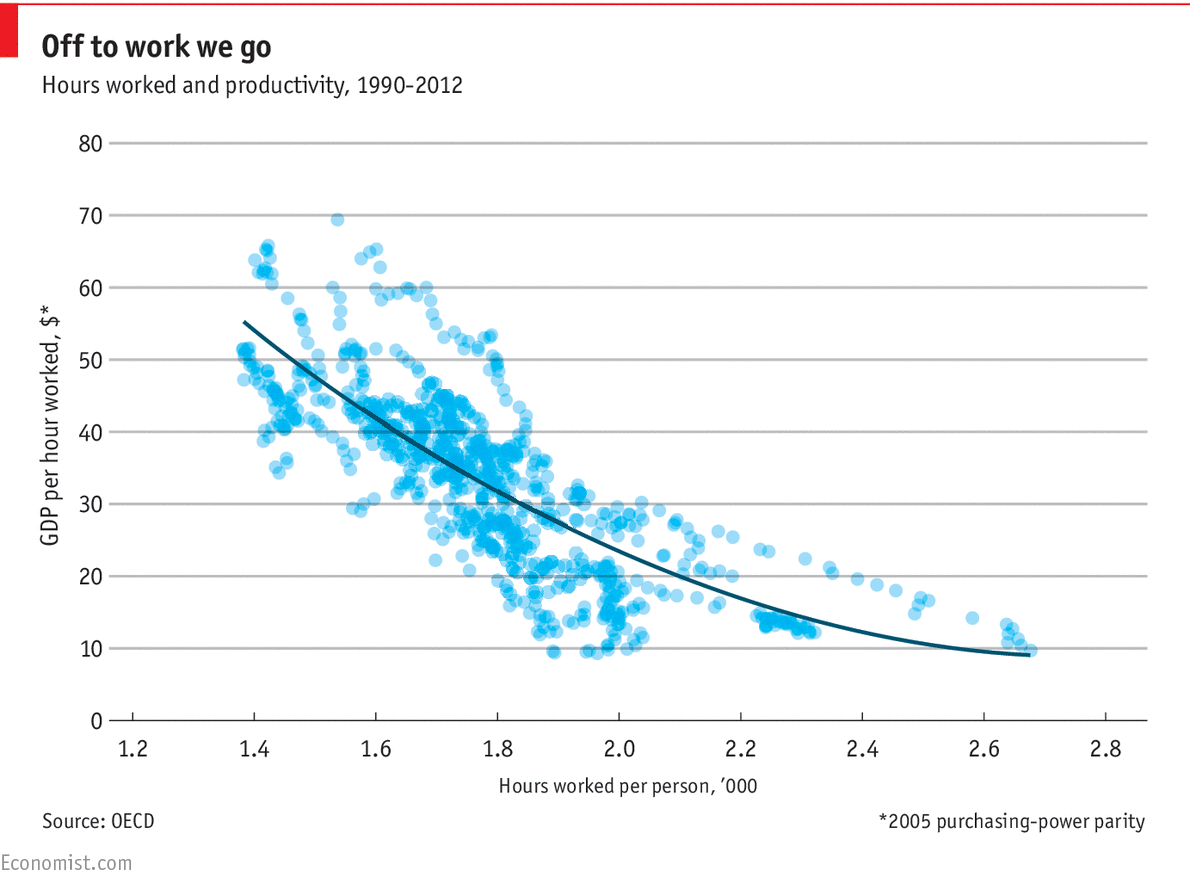 Off to work we go
Hours worked and productivity, 1990-2012
80
70
60
50
40
30
20
10
0
GDP per hour worked, $*
1.2 1.4 1.6 1.8 2.0 2.2 2.4 2.6 2.8
Hours worked per person, ’000
Source: OECD *2005 purchasing-power parity
Economist.com